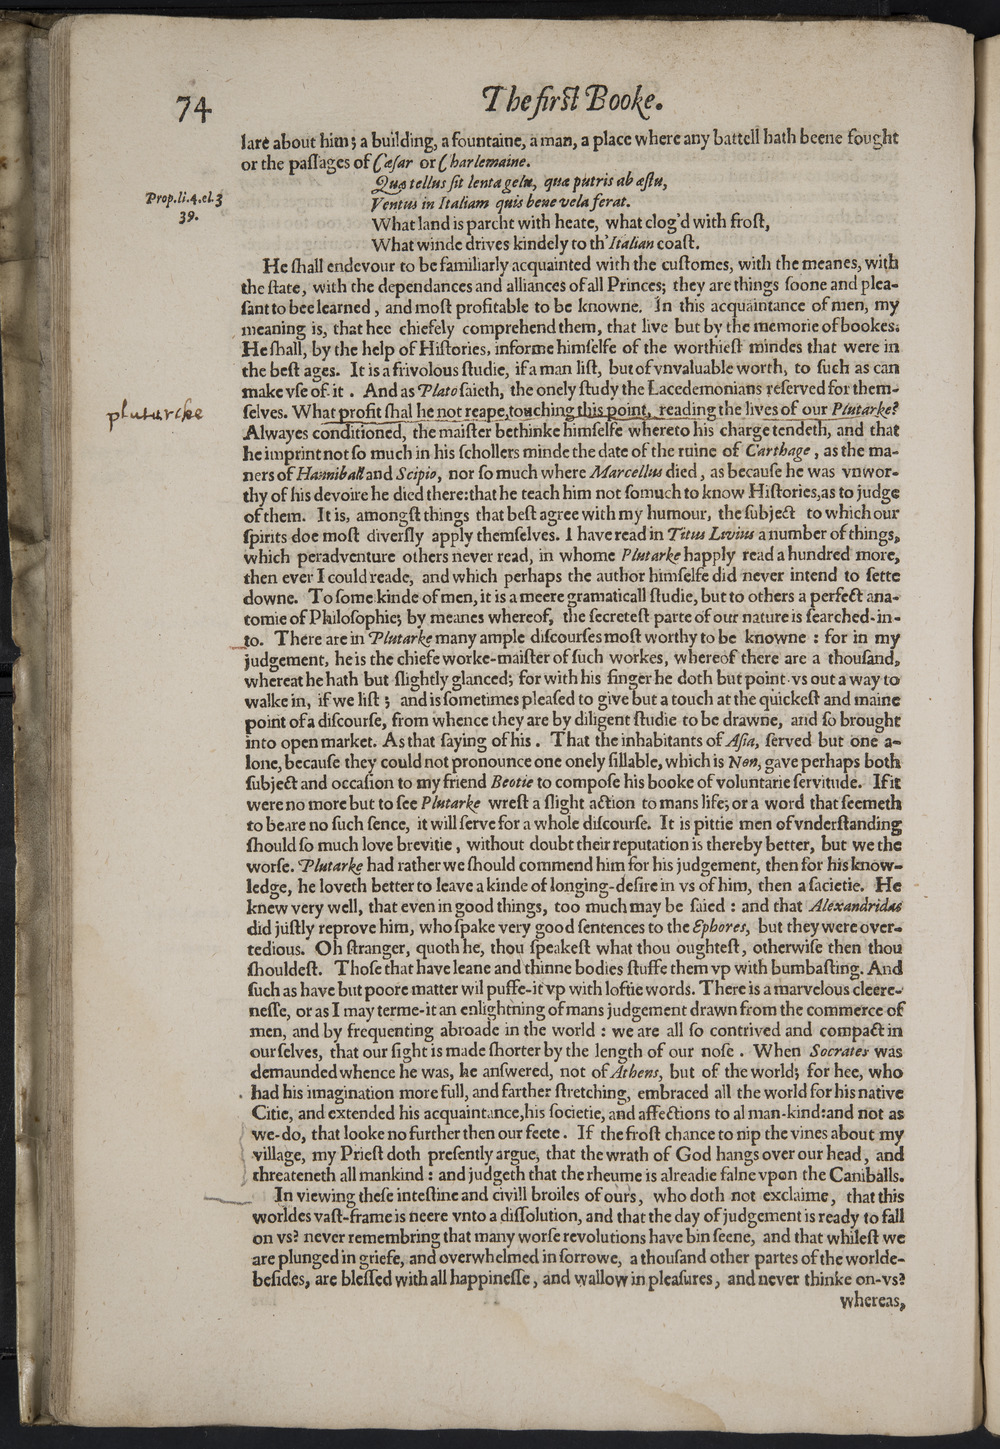 74
The first Booke.
lare about him; a building, a fountaine, a man, a place where any battell hath beene fought
or the paſſages of Cæſar or Charlemaine.
Prop.li.4.el.3
39.
Quæ tellus ſit lenta gelu, quæ putris ab æſtu,
Ventus in Italiam quis bene vela ferat.
What land is parcht with heate, what clog'd with froſt,
What winde drives kindely to th'Italian coaſt.
He ſhall endevour to be familiarly acquainted with the cuſtomes, with the meanes, with
the ſtate, with the dependances and alliances of all Princes; they are things ſoone and plea-
ſant to bee learned, and moſt profitable to be knowne. In this acquaintance of men, my
meaning is, that hee chiefely comprehend them, that live but by the memorie of bookes.
He ſhall, by the help of Hiſtories, informe himſelfe of the worthieſt mindes that were in
the beſt ages. It is a frivolous ſtudie, if a man liſt, but of vnvaluable worth, to ſuch as can
make vſe of it. And as Plato ſaieth, the onely ſtudy the Lacedemonians reſerved for them-
ſelves. What profit ſhal he not reape, touching this point, reading the lives of our Plutarke?
pluturcke
Alwayes conditioned, the maiſter bethinke himſelfe whereto his charge tendeth, and that
he imprint not ſo much in his ſchollers minde the date of the ruine of Carthage, as the ma-
ners of Hanniball and Scipio, nor ſo much where Marcellus died, as becauſe he was vnwor-
thy of his devoire he died there: that he teach him not ſomuch to know Hiſtories, as to judge
of them. It is, amongſt things that beſt agree with my humour, the ſubject to which our
ſpirits doe moſt diverſly apply themſelves. I have read in Titus Livius a number of things,
which peradventure others never read, in whome Plutarke happly read a hundred more,
then ever I could reade, and which perhaps the author himſelfe did never intend to ſette
downe. To ſome kinde of men, it is a meere gramaticall ſtudie, but to others a perfect ana-
tomie of Philoſophie; by meanes whereof, the ſecreteſt parte of our nature is ſearched-in-
to. There are in Plutarke many ample diſcourſes moſt worthy to be knowne: for in my
judgement, he is the chiefe worke-maiſter of ſuch workes, whereof there are a thouſand,
whereat he hath but ſlightly glanced; for with his finger he doth but point vs out a way to
walke in, if we liſt; and is ſometimes pleaſed to give but a touch at the quickeſt and maine
point of a diſcourſe, from whence they are by diligent ſtudie to be drawne, and ſo brought
into open market. As that ſaying of his. That the inhabitants of Aſia, ſerved but one a-
lone, becauſe they could not pronounce one onely ſillable, which is Non, gave perhaps both
ſubject and occaſion to my friend Beotie to compoſe his booke of voluntarie ſervitude. If it
were no more but to ſee Plutarke wreſt a ſlight action to mans life; or a word that ſeemeth
to beare no ſuch ſence, it will ſerve for a whole diſcourſe. It is pittie men of vnderſtanding
ſhould ſo much love brevitie, without doubt their reputation is thereby better, but we the
worſe. Plutarke had rather we ſhould commend him for his judgement, then for his know-
ledge, he loveth better to leave a kinde of longing-deſire in vs of him, then a ſacietie. He
knew very well, that even in good things, too much may be ſaied: and that Alexandridas
did juſtly reprove him, who ſpake very good ſentences to the Ephores, but they were over-
tedious. Oh ſtranger, quoth he, thou ſpeakeſt what thou oughteſt, otherwiſe then thou
ſhouldeſt. Thoſe that have leane and thinne bodies ſtuffe them vp with bumbaſting. And
ſuch as have but poore matter wil puffe-it vp with loftie words. There is a marvelous cleere-
neſſe, or as I may terme-it an enlightning of mans judgement drawn from the commerce of
men, and by frequenting abroade in the world: we are all ſo contrived and compact in
our ſelves, that our ſight is made ſhorter by the length of our noſe. When Socrates was
demaunded whence he was, he anſwered, not of Athens, but of the world; for hee, who
had his imagination more full, and farther ſtretching, embraced all the world for his native
Citie, and extended his acquaintance, his ſocietie, and affections to al man-kind: and not as
we-do, that looke no further then our feete. If the froſt chance to nip the vines about my
village, my Prieſt doth preſently argue, that the wrath of God hangs over our head, and
threateneth all mankind: and judgeth that the rheume is alreadie falne vpon the Caniballs.
In viewing theſe inteſtine and civill broiles of ours, who doth not exclaime, that this
worldes vaſt-frame is neere vnto a diſſolution, and that the day of judgement is ready to fall
on vs? never remembring that many worſe revolutions have bin ſeene, and that whileſt we
are plunged in griefe, and overwhelmed in ſorrowe, a thouſand other partes of the worlde-
beſides, are bleſſed with all happineſſe, and wallow in pleaſures, and never thinke on-vs?
whereas,